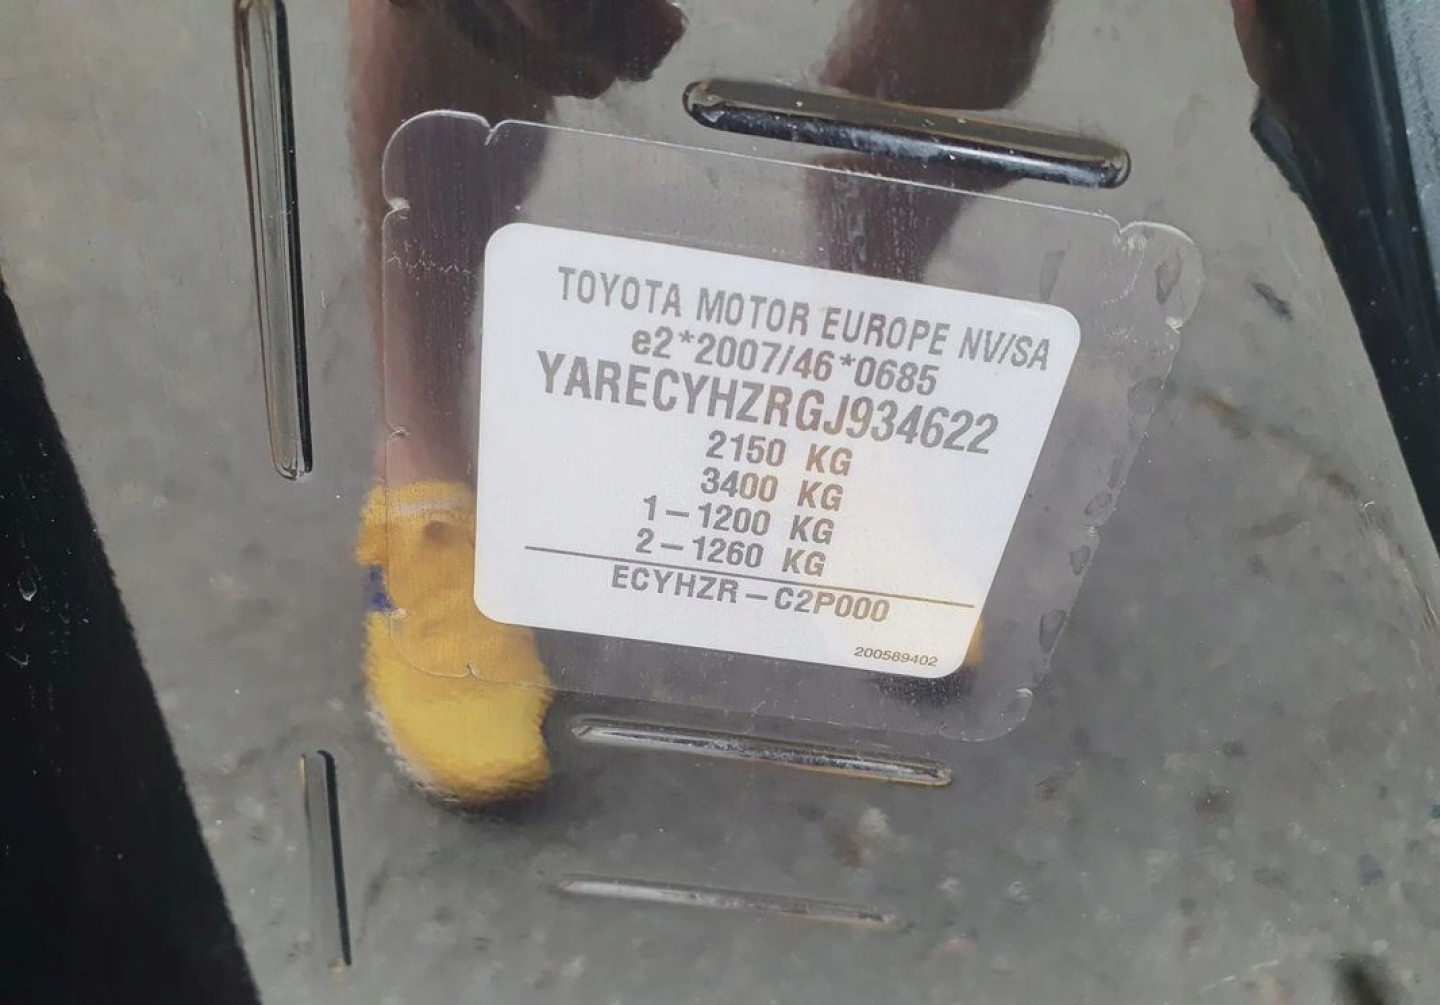 TOYOTA MOTOR EUROPE NV/SA
e2*2007/46*0685
YARECYHZRGJ934622
2150 KG
3400 KG
1-1200 KG
2-1260 KG
ECYHZR-C2P000
200589402